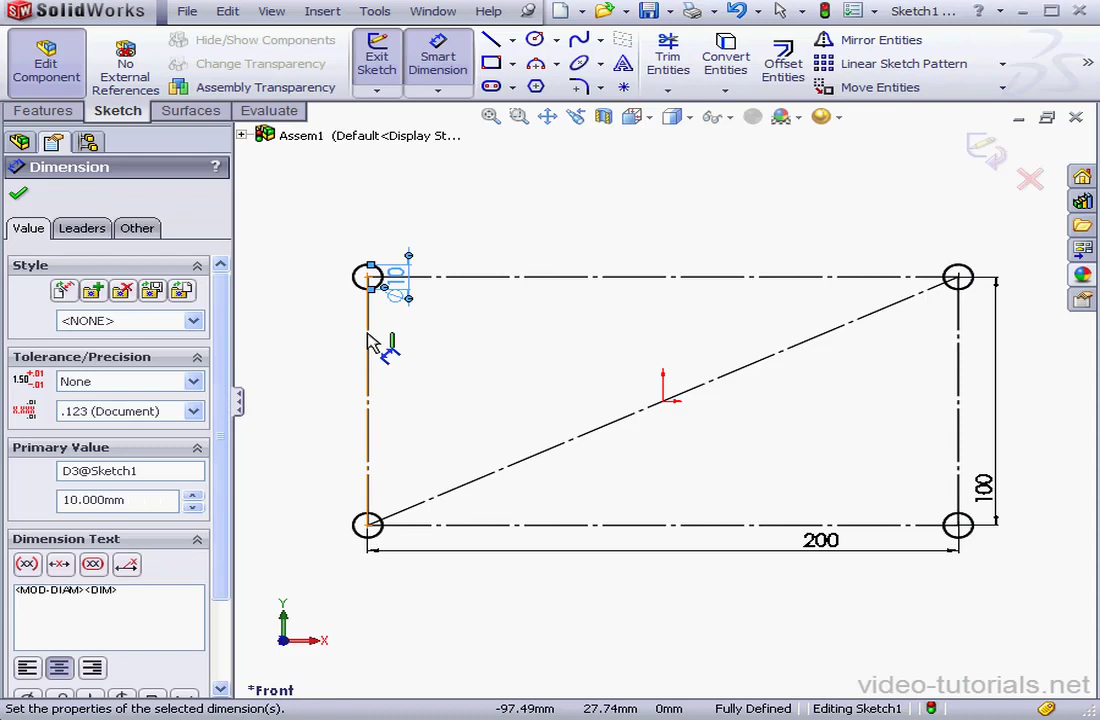 SolidWorks File Edit View Insert Tools Window Help Sketch1 ... ?
Edit Component
No External References
Hide/Show Components
Change Transparency
Assembly Transparency
Exit Sketch
Smart Dimension
Trim Entities
Convert Entities
Offset Entities
Mirror Entities
Linear Sketch Pattern
Move Entities
Features Sketch Surfaces Evaluate
Assem1 (Default<Display St...
Dimension ?
Value Leaders Other
Style
<NONE>
Tolerance/Precision
None
.123 (Document)
Primary Value
D3@Sketch1
10.000mm
Dimension Text
<MOD-DIAM><DIM>
∅10
100
200
Y
X
*Front
video-tutorials.net
Set the properties of the selected dimension(s). -97.49mm 27.74mm 0mm Fully Defined Editing Sketch1